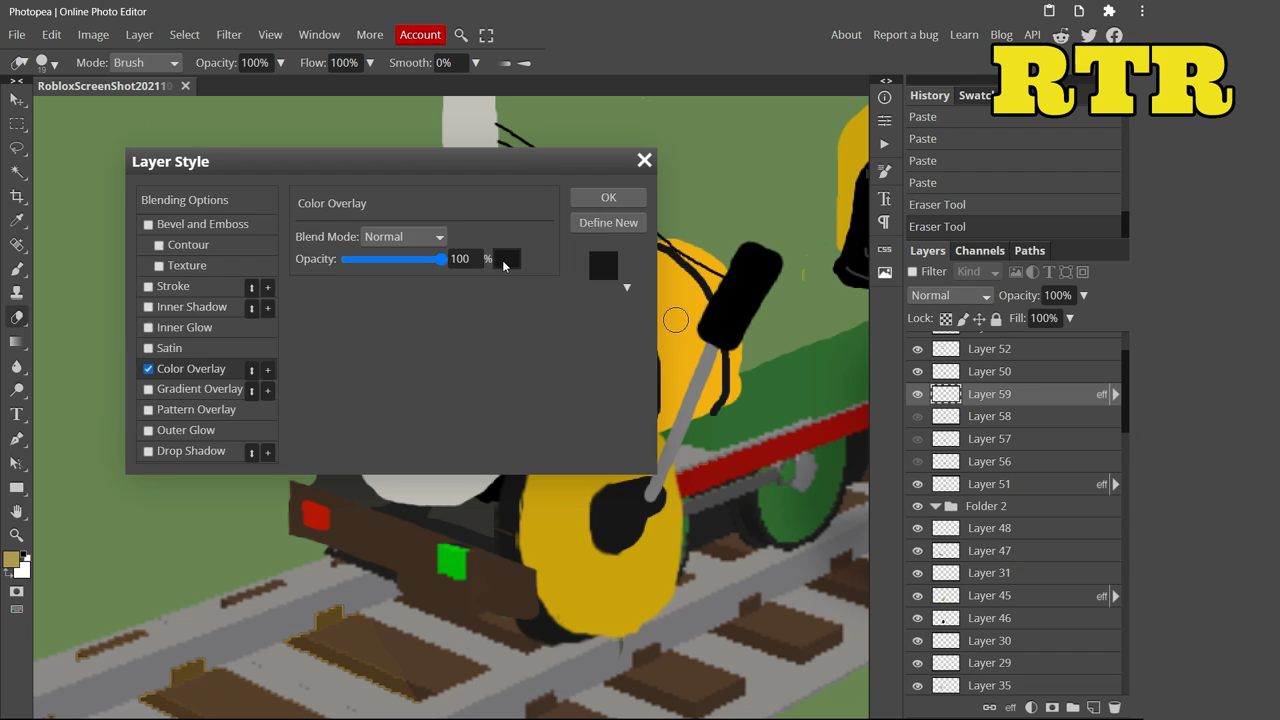 Photopea | Online Photo Editor
File Edit Image Layer Select Filter View Window More Account
About Report a bug Learn Blog API
RTR
19 Mode: Brush Opacity: 100% Flow: 100% Smooth: 0%
RobloxScreenShot202110
Layer Style
OK
Define New
Blending Options
Bevel and Emboss
Contour
Texture
Stroke
Inner Shadow
Inner Glow
Satin
Color Overlay
Gradient Overlay
Pattern Overlay
Outer Glow
Drop Shadow
Color Overlay
Blend Mode: Normal
Opacity: 100 %
css
History Swatc
Paste
Paste
Paste
Paste
Eraser Tool
Eraser Tool
Layers Channels Paths
Filter Kind
Normal Opacity: 100%
Lock: Fill: 100%
Layer 52
Layer 50
Layer 59 eff
Layer 58
Layer 57
Layer 56
Layer 51 eff
Folder 2
Layer 48
Layer 47
Layer 31
Layer 45 eff
Layer 46
Layer 30
Layer 29
Layer 35
eff